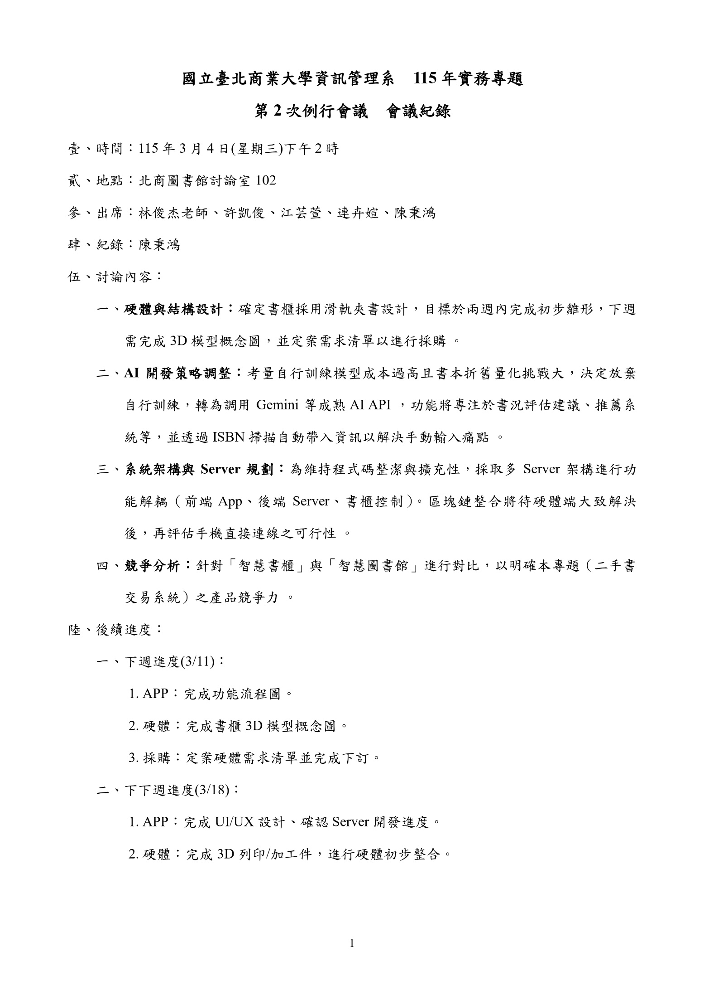 國立臺北商業大學資訊管理系　115 年實務專題
第 2 次例行會議　會議紀錄
壹、時間：115 年 3 月 4 日(星期三)下午 2 時
貳、地點：北商圖書館討論室 102
參、出席：林俊杰老師、許凱俊、江芸萱、連卉媗、陳秉鴻
肆、紀錄：陳秉鴻
伍、討論內容：
一、硬體與結構設計：確定書櫃採用滑軌夾書設計，目標於兩週內完成初步雛形，下週
需完成 3D 模型概念圖，並定案需求清單以進行採購 。
二、AI 開發策略調整：考量自行訓練模型成本過高且書本折舊量化挑戰大，決定放棄
自行訓練，轉為調用 Gemini 等成熟 AI API ，功能將專注於書況評估建議、推薦系
統等，並透過 ISBN 掃描自動帶入資訊以解決手動輸入痛點 。
三、系統架構與 Server 規劃：為維持程式碼整潔與擴充性，採取多 Server 架構進行功
能解耦（前端 App、後端 Server、書櫃控制）。區塊鏈整合將待硬體端大致解決
後，再評估手機直接連線之可行性 。
四、競爭分析：針對「智慧書櫃」與「智慧圖書館」進行對比，以明確本專題（二手書
交易系統）之產品競爭力 。
陸、後續進度：
一、下週進度(3/11)：
1. APP：完成功能流程圖。
2. 硬體：完成書櫃 3D 模型概念圖。
3. 採購：定案硬體需求清單並完成下訂。
二、下下週進度(3/18)：
1. APP：完成 UI/UX 設計、確認 Server 開發進度。
2. 硬體：完成 3D 列印/加工件，進行硬體初步整合。
1